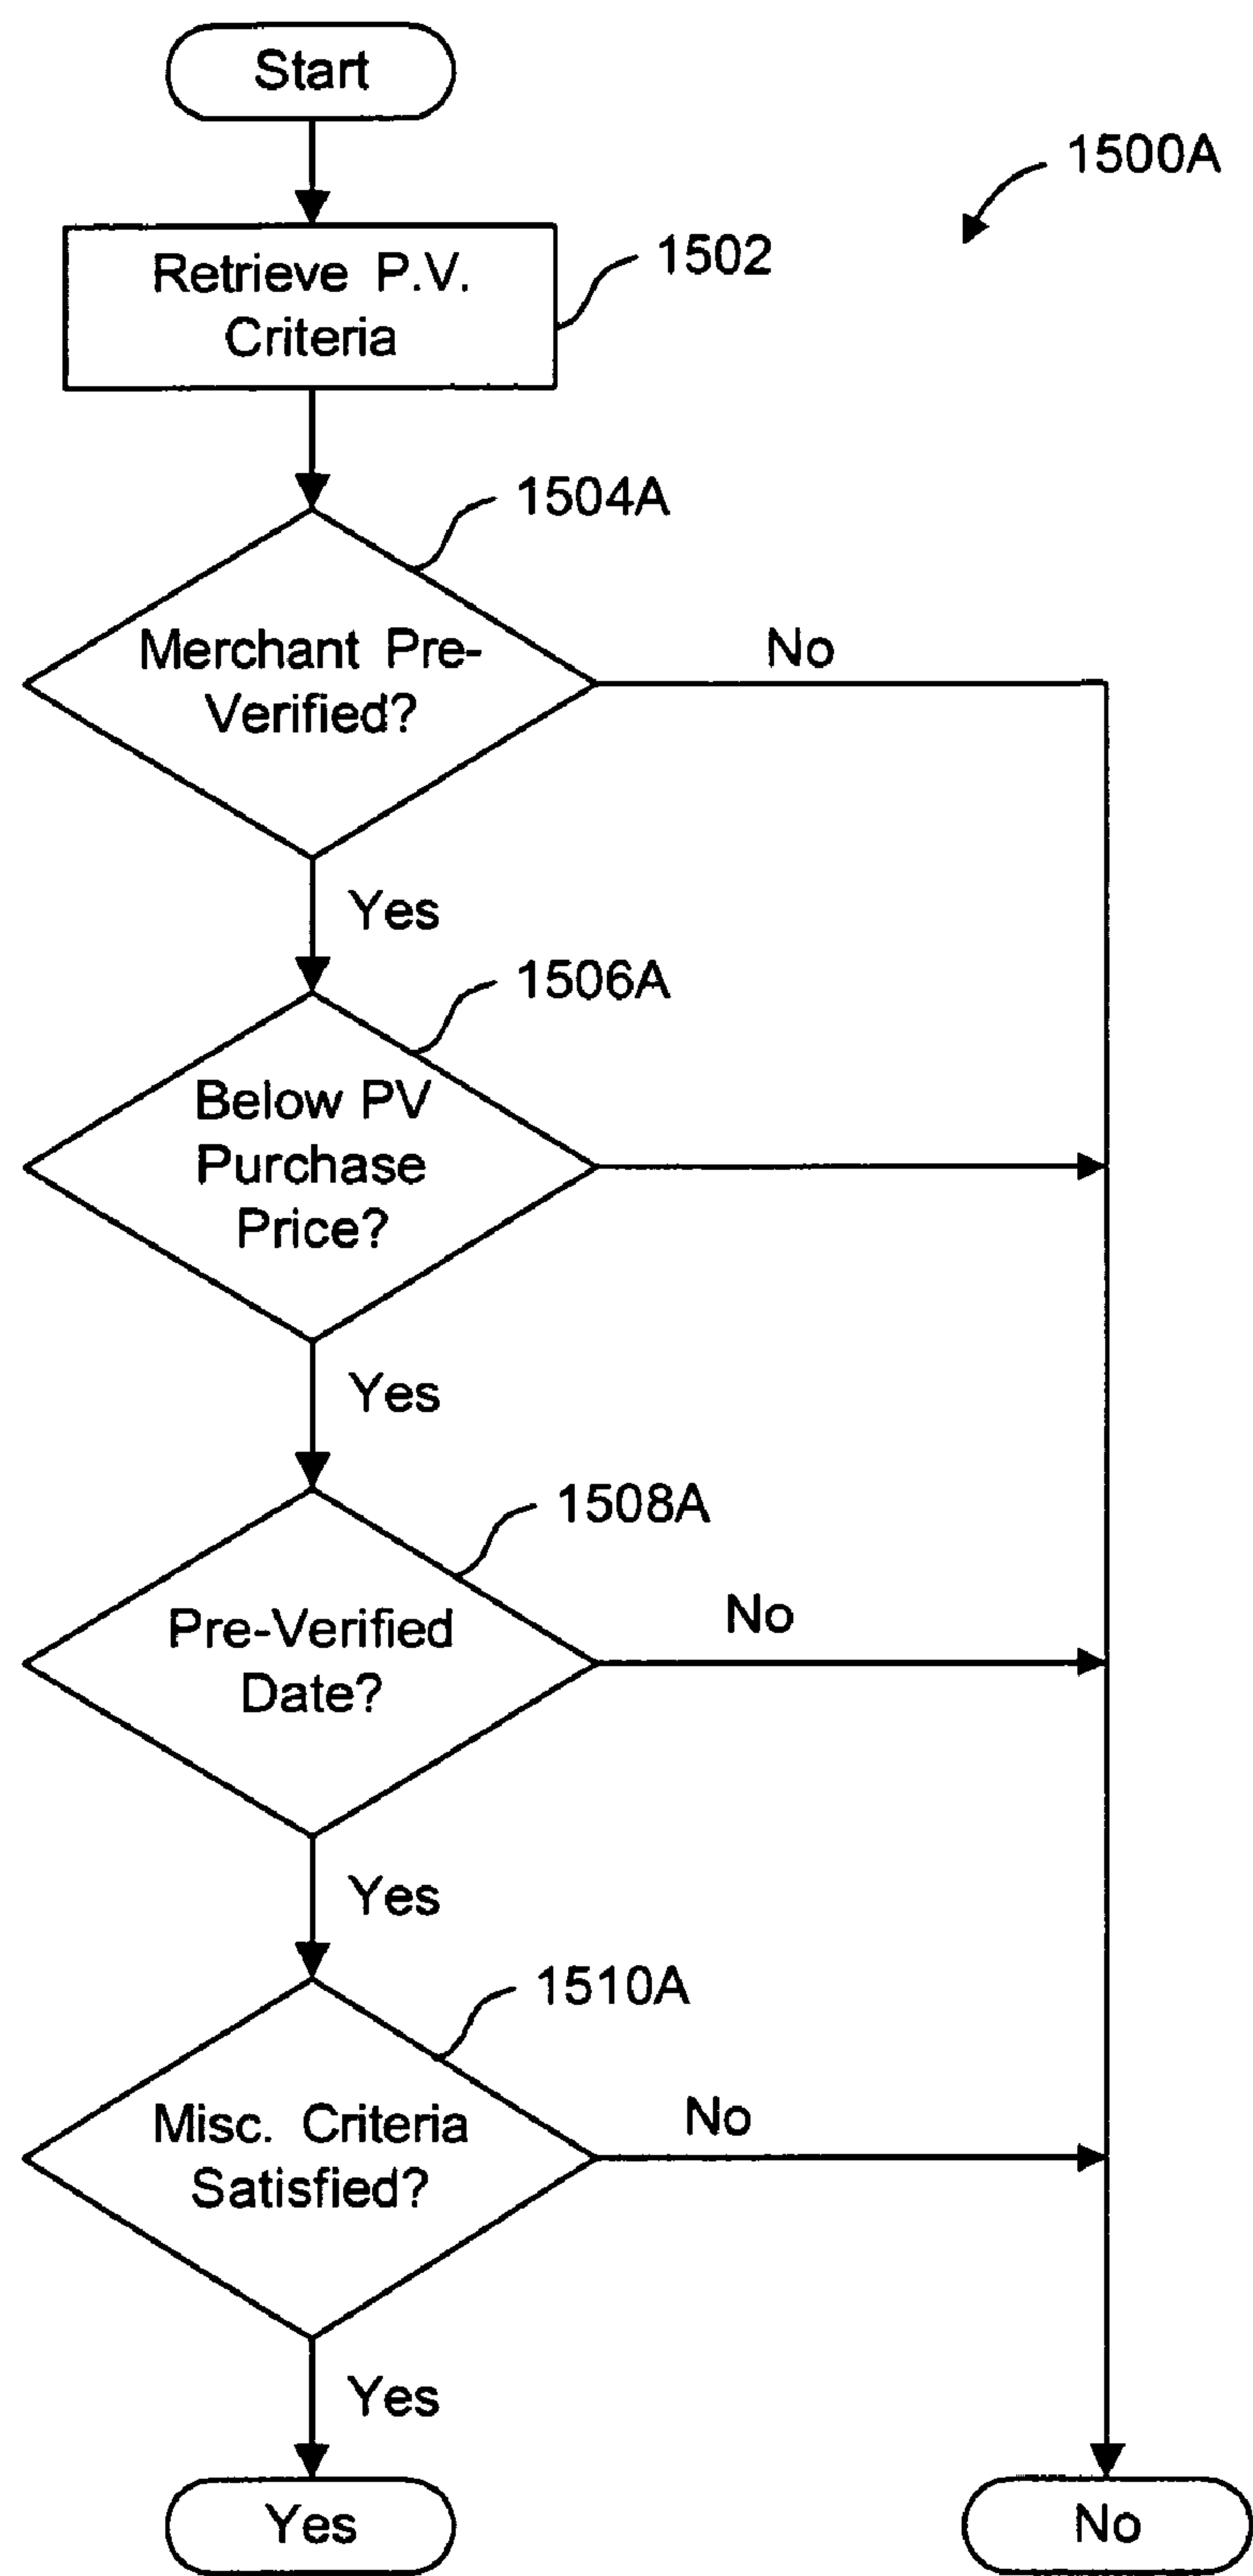 Start
1500A
Retrieve P.V.
Criteria
1502
1504A
Merchant Pre-
Verified?
No
Yes
1506A
Below PV
Purchase
Price?
Yes
1508A
Pre-Verified
Date?
No
Yes
1510A
Misc. Criteria
Satisfied?
No
Yes
Yes
No